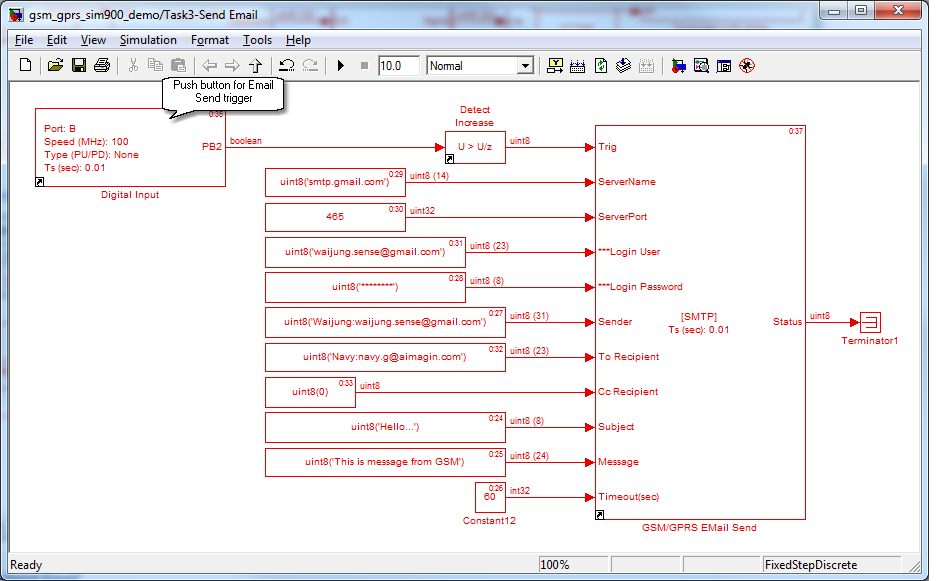 gsm_gprs_sim900_demo/Task3-Send Email
File Edit View Simulation Format Tools Help
10.0 Normal
Push button for Email
Send trigger
0:35
Port: B
Speed (MHz): 100
Type (PU/PD): None
Ts (sec): 0.01
PB2
boolean
Digital Input
Detect
Increase
U > U/z
uint8
0:37
Trig
uint8('smtp.gmail.com')
0:29
uint8 (14)
ServerName
465
0:30
uint32
ServerPort
uint8('waijung.sense@gmail.com')
0:31
uint8 (23)
***Login User
uint8('********')
0:28
uint8 (8)
***Login Password
uint8('Waijung:waijung.sense@gmail.com')
0:27
uint8 (31)
Sender
[SMTP]
Ts (sec): 0.01
Status
uint8
Terminator1
uint8('Navy:navy.g@aimagin.com')
0:32
uint8 (23)
To Recipient
uint8(0)
0:33
uint8
Cc Recipient
uint8('Hello...')
0:24
uint8 (8)
Subject
uint8('This is message from GSM')
0:25
uint8 (24)
Message
60
0:26
int32
Timeout(sec)
Constant12
GSM/GPRS EMail Send
Ready
100%
FixedStepDiscrete